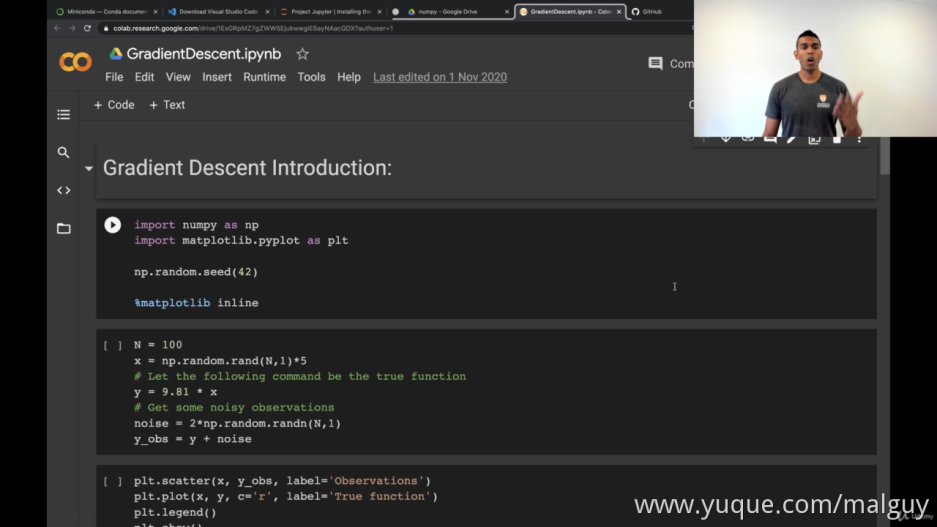 Miniconda — Conda documen
Download Visual Studio Code
Project Jupyter | Installing the
numpy - Google Drive
GradientDescent.ipynb - Colab
GitHub
colab.research.google.com/drive/1ExGRpMZ7gZWW5EjukwwgiE5ayNAacGDX?authuser=1
GradientDescent.ipynb
File Edit View Insert Runtime Tools Help Last edited on 1 Nov 2020
Com
+ Code + Text
Gradient Descent Introduction:
import numpy as np
import matplotlib.pyplot as plt
np.random.seed(42)
%matplotlib inline
[ ] N = 100
x = np.random.rand(N,1)*5
# Let the following command be the true function
y = 9.81 * x
# Get some noisy observations
noise = 2*np.random.randn(N,1)
y_obs = y + noise
[ ] plt.scatter(x, y_obs, label='Observations')
plt.plot(x, y, c='r', label='True function')
plt.legend()
plt.show()
www.yuque.com/malguy
Udemy